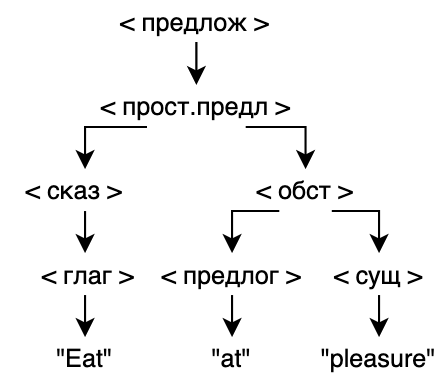 < предлож >
< прост.предл >
< сказ > < обст >
< глаг > < предлог > < сущ >
"Eat" "at" "pleasure"